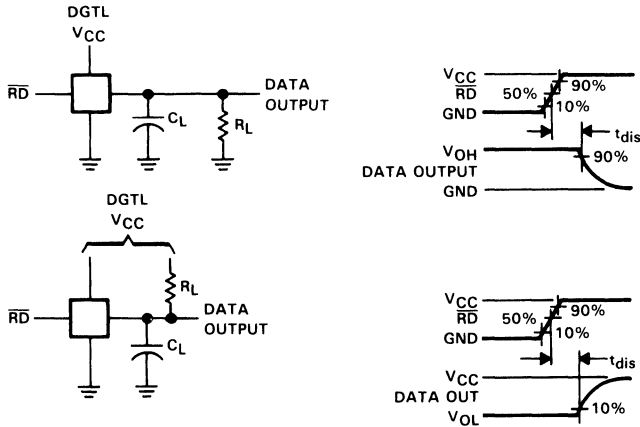 DGTL
VCC
RD
DATA
OUTPUT
CL
RL
VCC
RD
GND
90%
50%
10%
tdis
VOH
DATA OUTPUT
GND
90%
DGTL
VCC
RL
RD
DATA
OUTPUT
CL
VCC
RD
GND
90%
50%
10%
tdis
VCC
DATA OUT
VOL
10%